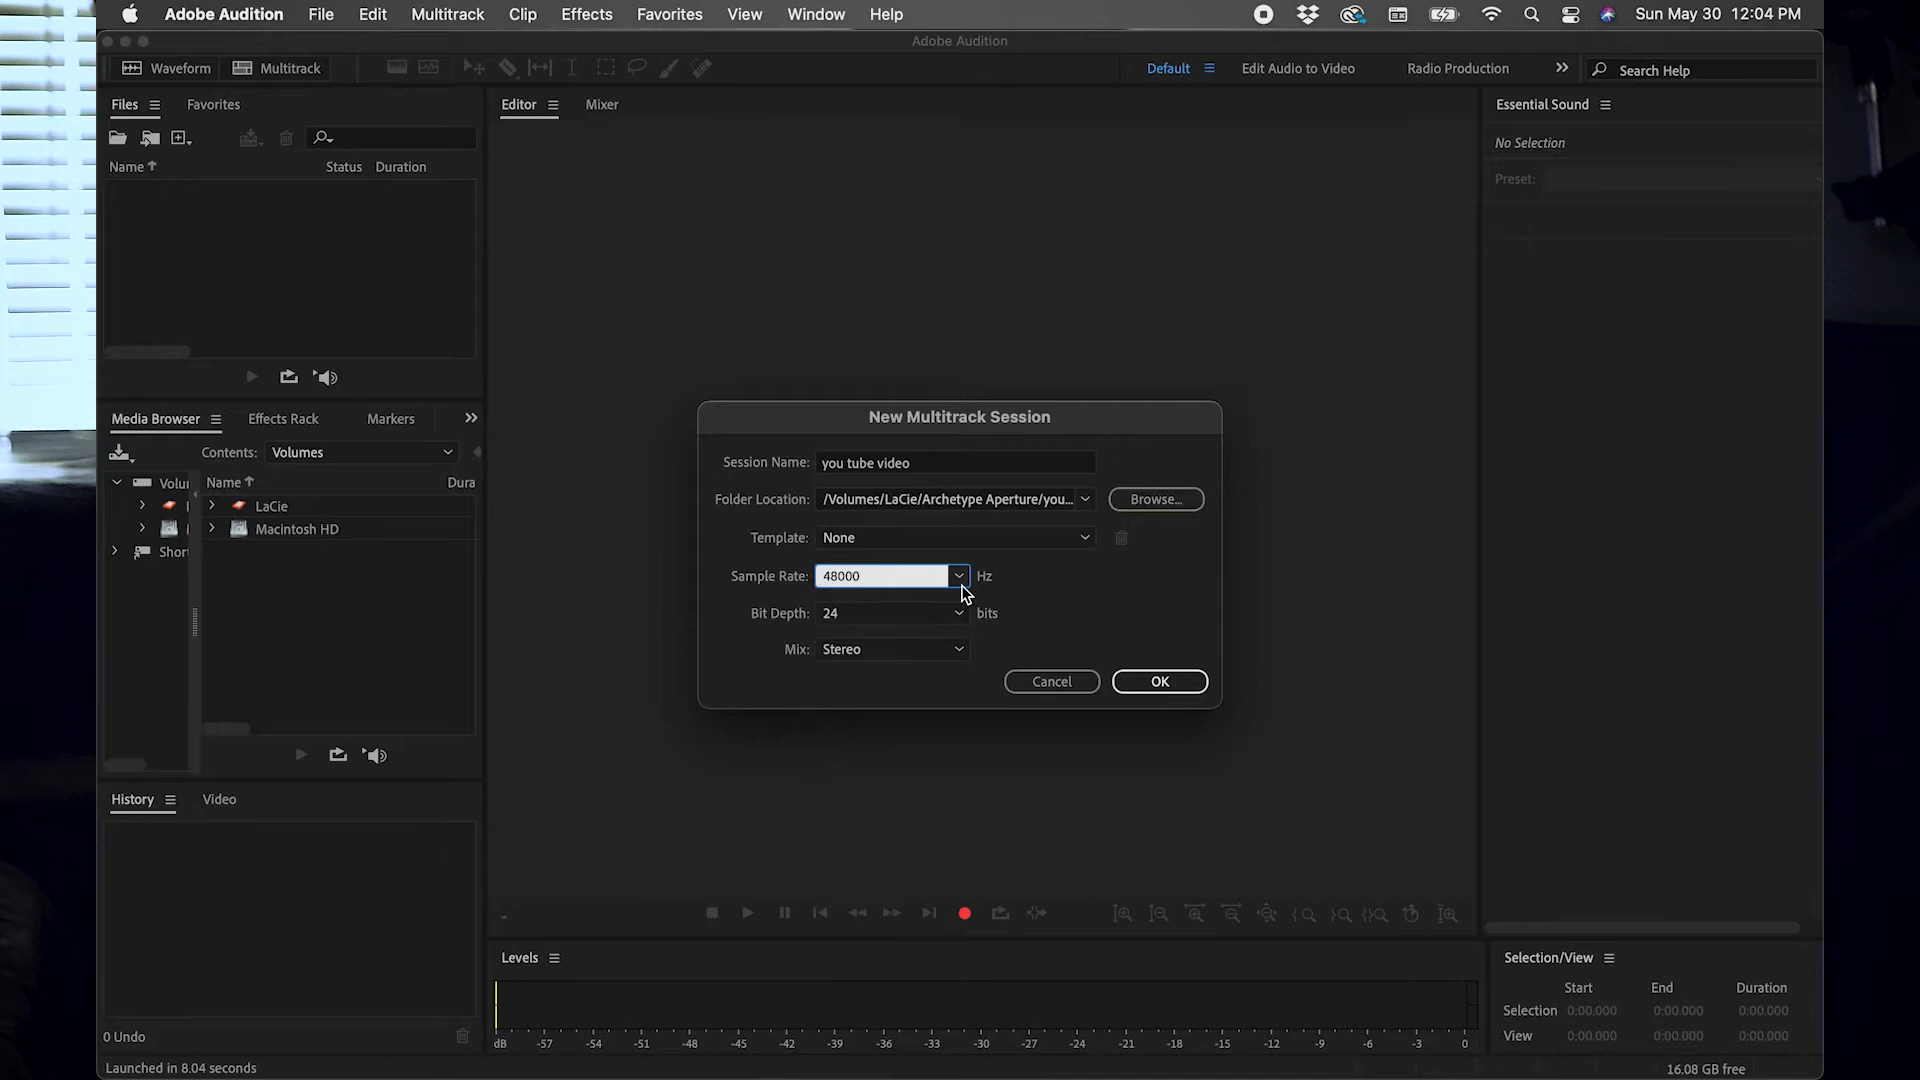 Adobe Audition File Edit Multitrack Clip Effects Favorites View Window Help Sun May 30 12:04 PM
Adobe Audition
Waveform Multitrack Default Edit Audio to Video Radio Production Search Help
Files Favorites
Name Status Duration
Media Browser Effects Rack Markers
Contents: Volumes
Volu Name Dura
LaCie
Macintosh HD
Shor
History Video
0 Undo
Launched in 8.04 seconds
Editor Mixer
New Multitrack Session
Session Name: you tube video
Folder Location: /Volumes/LaCie/Archetype Aperture/you... Browse...
Template: None
Sample Rate: 48000 Hz
Bit Depth: 24 bits
Mix: Stereo
Cancel OK
Levels
dB -57 -54 -51 -48 -45 -42 -39 -36 -33 -30 -27 -24 -21 -18 -15 -12 -9 -6 -3 0
Essential Sound
No Selection
Preset:
Selection/View
Start End Duration
Selection 0:00.000 0:00.000 0:00.000
View 0:00.000 0:00.000 0:00.000
16.08 GB free